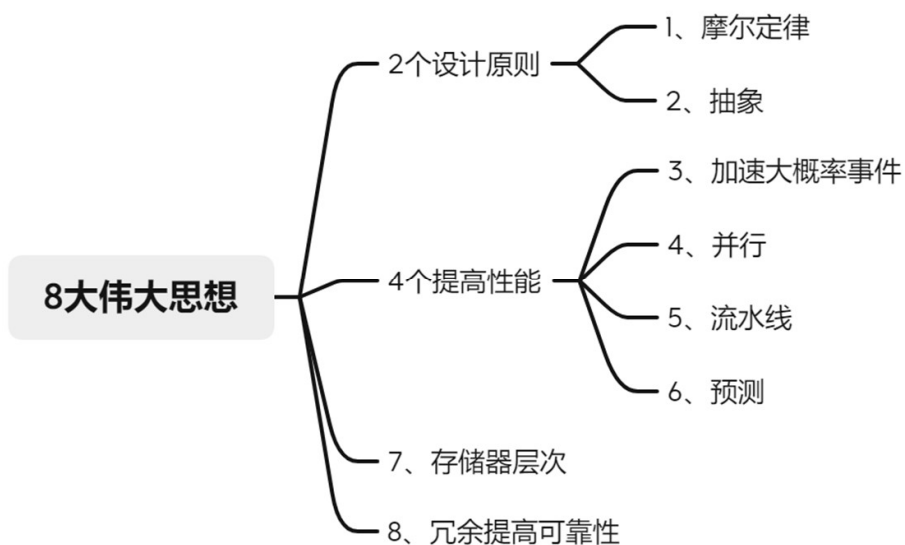 8大伟大思想
2个设计原则
1、摩尔定律
2、抽象
4个提高性能
3、加速大概率事件
4、并行
5、流水线
6、预测
7、存储器层次
8、冗余提高可靠性